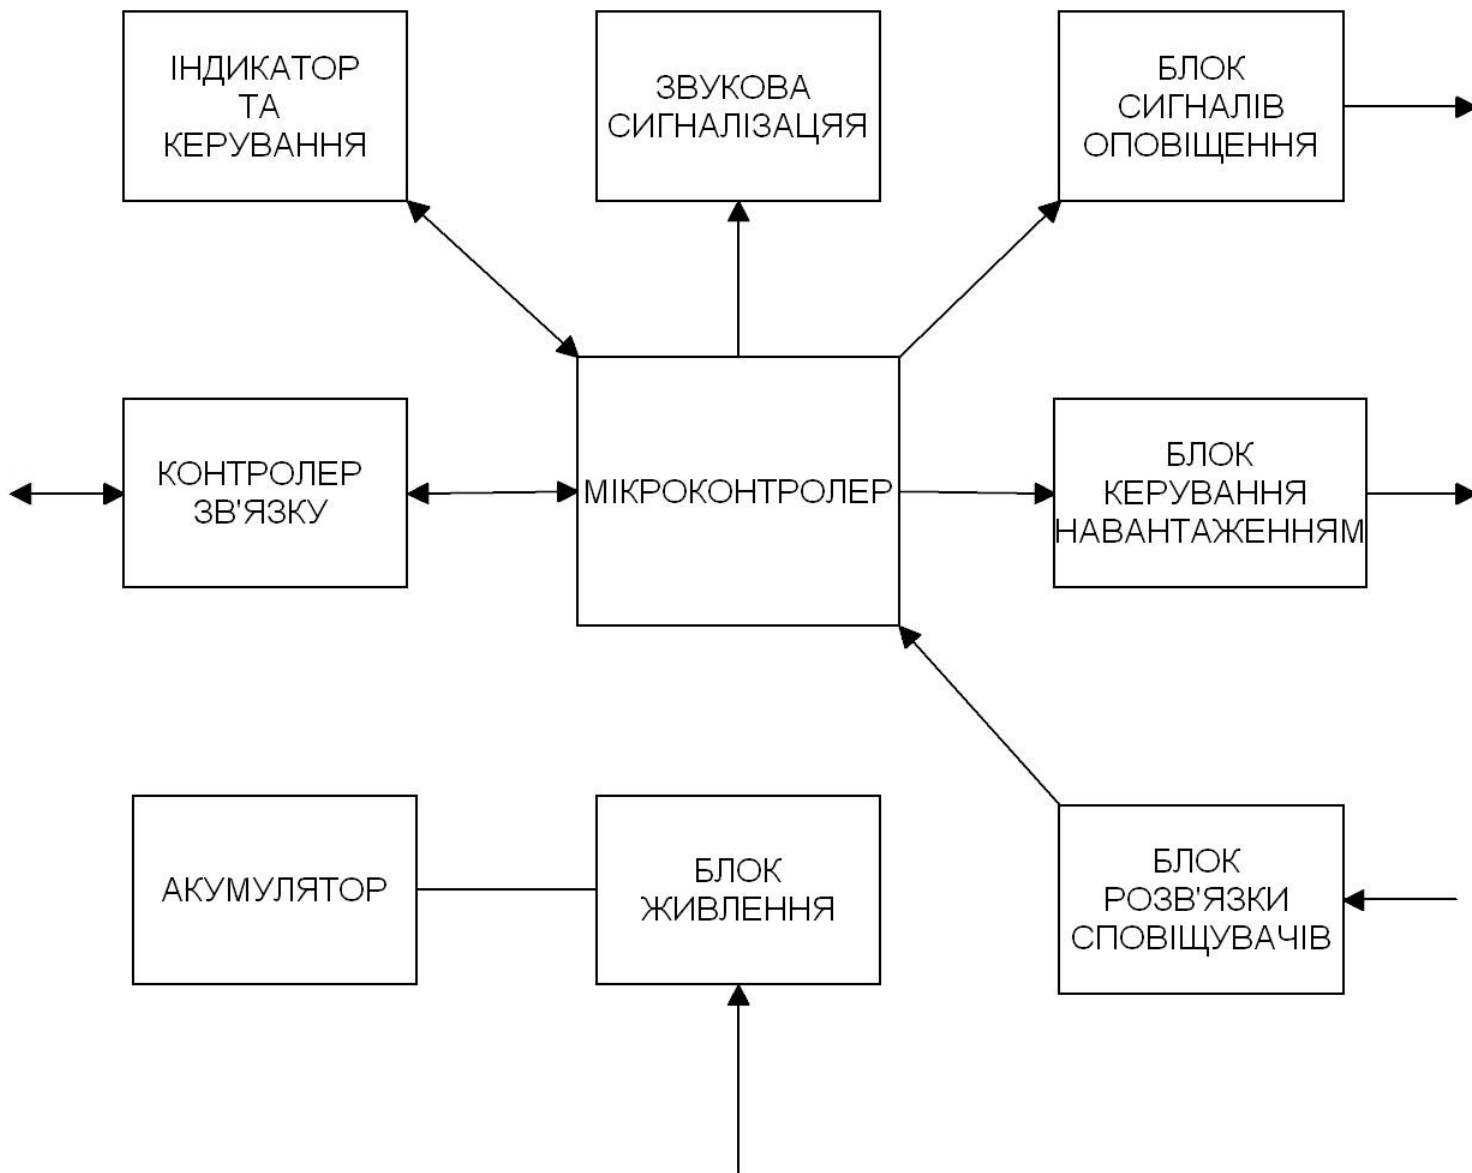 ІНДИКАТОР
ТА
КЕРУВАННЯ
ЗВУКОВА
СИГНАЛІЗАЦЯЯ
БЛОК
СИГНАЛІВ
ОПОВІЩЕННЯ
КОНТРОЛЕР
ЗВ'ЯЗКУ
МІКРОКОНТРОЛЕР
БЛОК
КЕРУВАННЯ
НАВАНТАЖЕННЯМ
АКУМУЛЯТОР
БЛОК
ЖИВЛЕННЯ
БЛОК
РОЗВ'ЯЗКИ
СПОВІЩУВАЧІВ